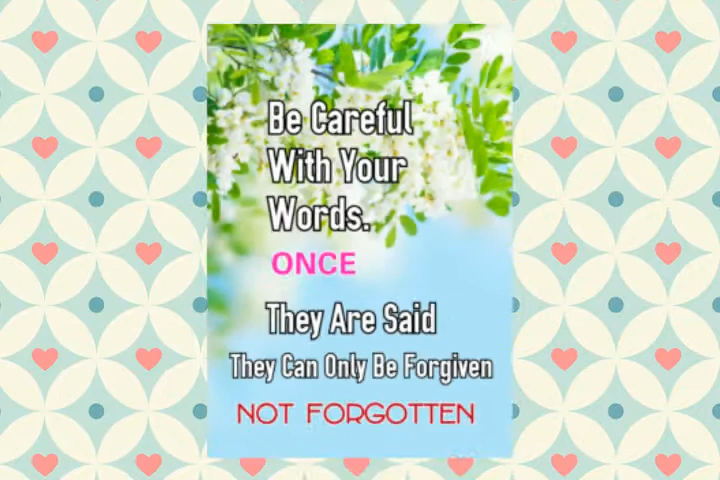 Be Careful
With Your
Words.
ONCE
They Are Said
They Can Only Be Forgiven
NOT FORGOTTEN